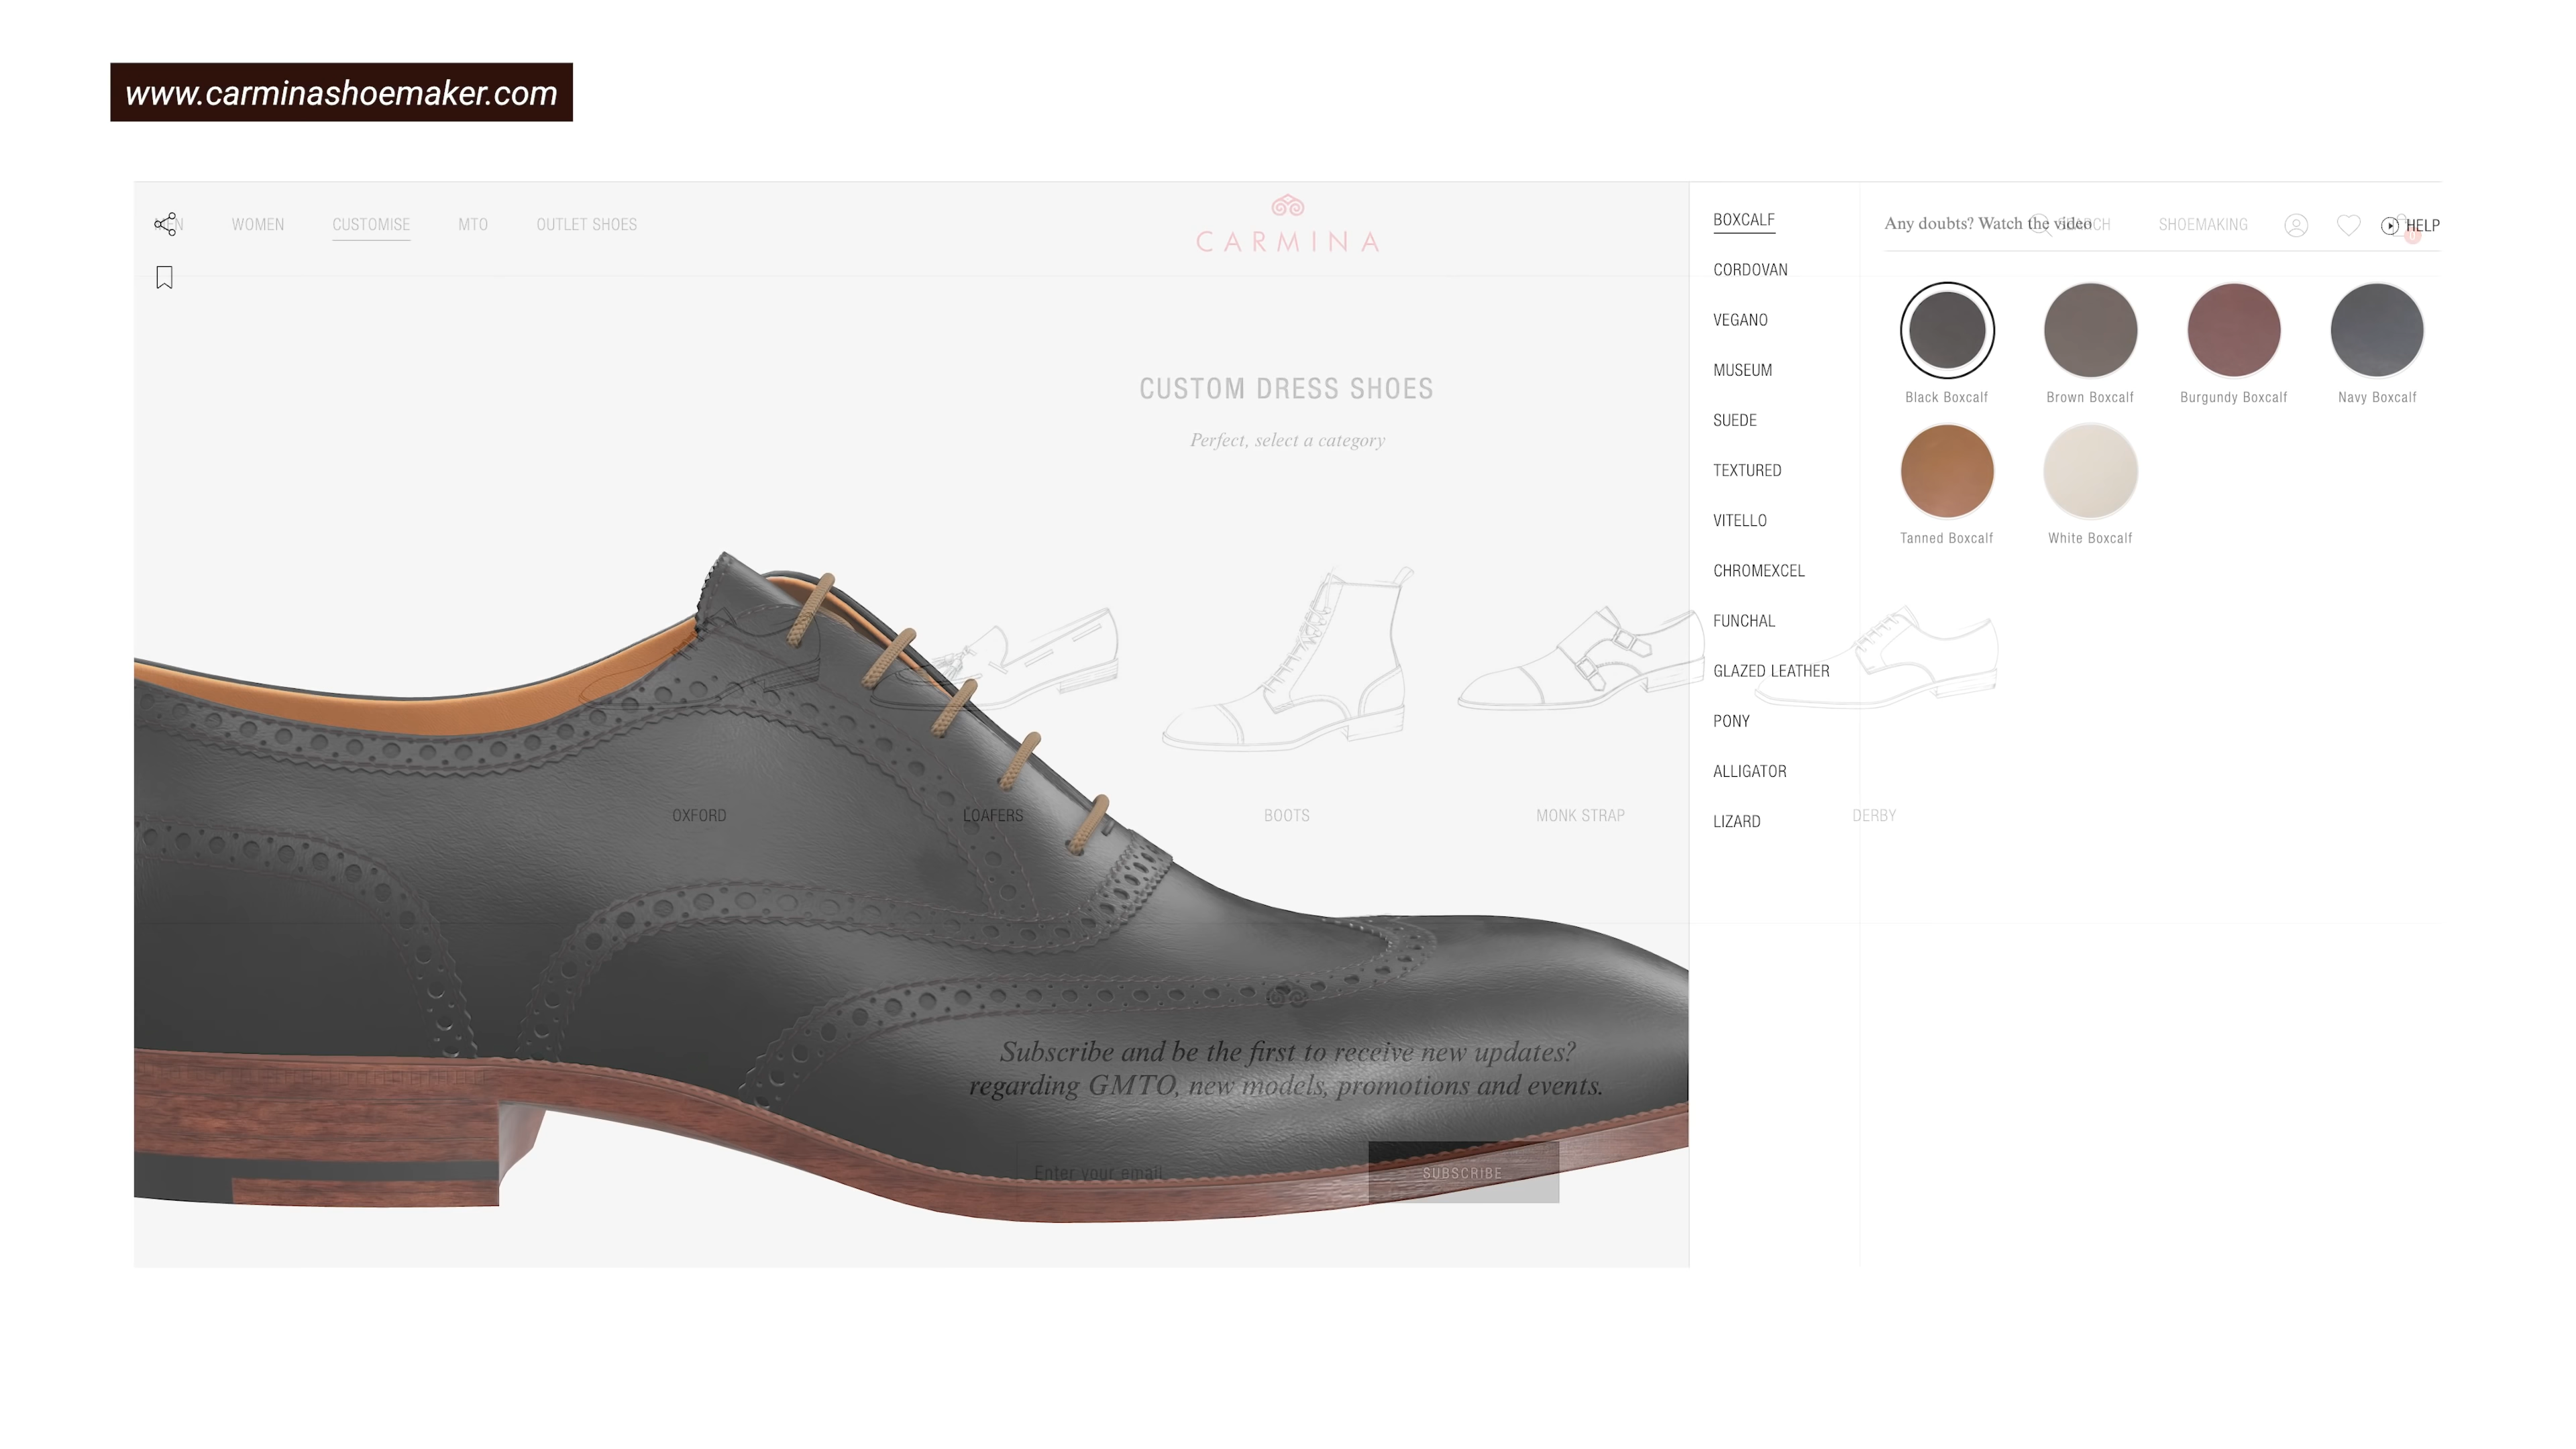 www.carminashoemaker.com
MEN WOMEN CUSTOMISE MTO OUTLET SHOES
CARMINA
SEARCH SHOEMAKING
Any doubts? Watch the video
HELP
CUSTOM DRESS SHOES
Perfect, select a category
BOXCALF
CORDOVAN
VEGANO
MUSEUM
SUEDE
TEXTURED
VITELLO
CHROMEXCEL
FUNCHAL
GLAZED LEATHER
PONY
ALLIGATOR
LIZARD
Black Boxcalf Brown Boxcalf Burgundy Boxcalf Navy Boxcalf
Tanned Boxcalf White Boxcalf
OXFORD LOAFERS BOOTS MONK STRAP DERBY
Subscribe and be the first to receive new updates?
regarding GMTO, new models, promotions and events.
Enter your email SUBSCRIBE